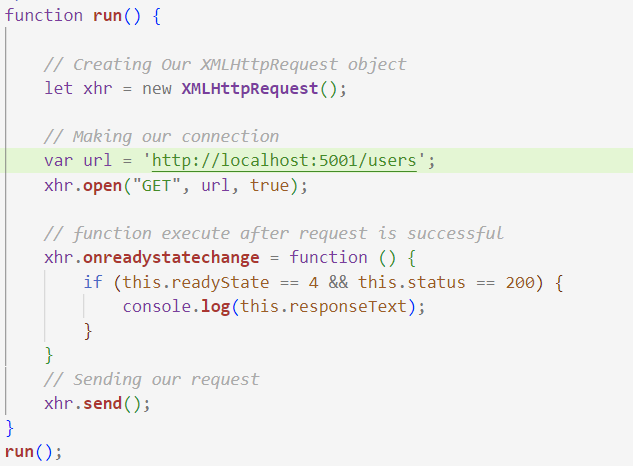 function run() {
// Creating Our XMLHttpRequest object
let xhr = new XMLHttpRequest();
// Making our connection
var url = 'http://localhost:5001/users';
xhr.open("GET", url, true);
// function execute after request is successful
xhr.onreadystatechange = function () {
if (this.readyState == 4 && this.status == 200) {
console.log(this.responseText);
}
}
// Sending our request
xhr.send();
}
run();